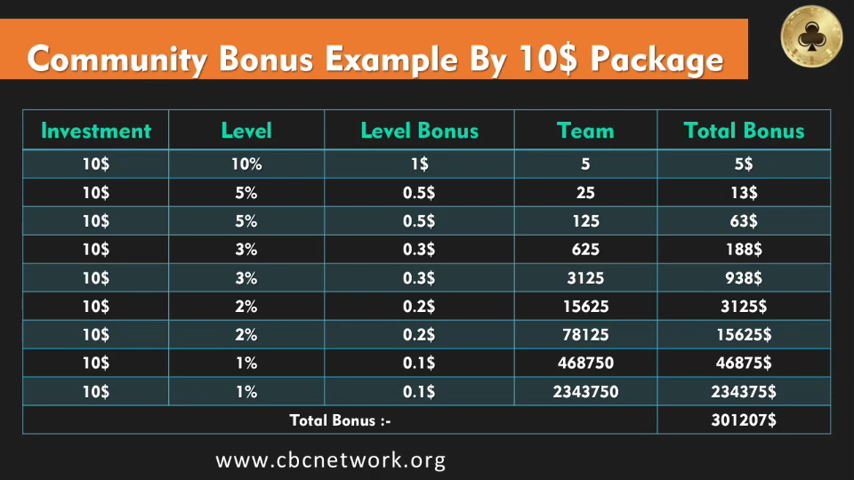 Community Bonus Example By 10$ Package
Investment Level Level Bonus Team Total Bonus
10$ 10% 1$ 5 5$
10$ 5% 0.5$ 25 13$
10$ 5% 0.5$ 125 63$
10$ 3% 0.3$ 625 188$
10$ 3% 0.3$ 3125 938$
10$ 2% 0.2$ 15625 3125$
10$ 2% 0.2$ 78125 15625$
10$ 1% 0.1$ 468750 46875$
10$ 1% 0.1$ 2343750 234375$
Total Bonus :- 301207$
www.cbcnetwork.org